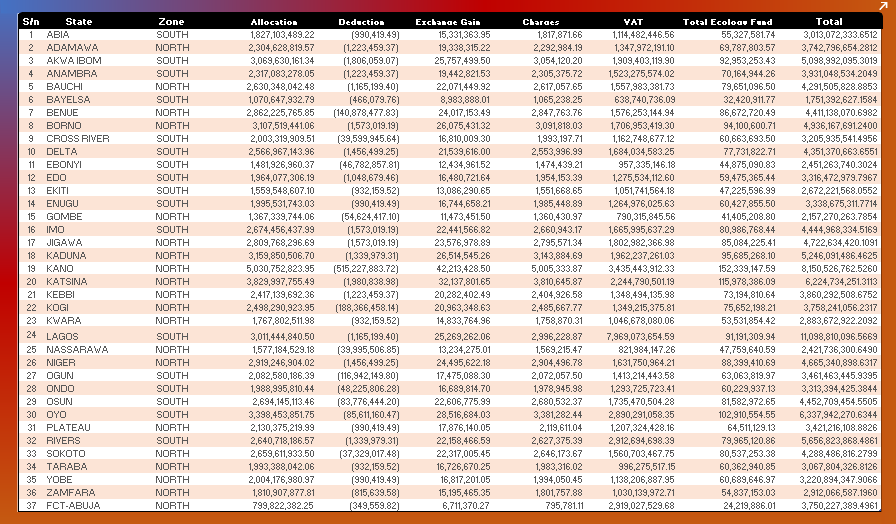 S/n State Zone Allocation Deduction Exchange Gain Charges VAT Total Ecology Fund Total
1 ABIA SOUTH 1,827,103,489.22 (990,419.49) 15,331,363.95 1,817,871.66 1,114,482,446.56 55,327,581.74 3,013,072,333.6512
2 ADAMAWA NORTH 2,304,628,819.57 (1,223,459.37) 19,338,315.22 2,292,984.19 1,347,972,191.10 69,787,803.57 3,742,796,654.2812
3 AKWA IBOM SOUTH 3,069,630,161.34 (1,806,059.07) 25,757,499.50 3,054,120.20 1,909,403,119.90 92,953,253.43 5,098,992,095.3019
4 ANAMBRA SOUTH 2,317,083,278.05 (1,223,459.37) 19,442,821.53 2,305,375.72 1,523,275,574.02 70,164,944.26 3,931,048,534.2049
5 BAUCHI NORTH 2,630,348,042.48 (1,165,199.40) 22,071,449.92 2,617,057.65 1,557,983,381.73 79,651,096.50 4,291,505,828.8853
6 BAYELSA SOUTH 1,070,647,932.79 (466,079.76) 8,983,888.01 1,065,238.25 638,740,736.09 32,420,911.77 1,751,392,627.1584
7 BENUE NORTH 2,862,225,765.85 (140,878,477.83) 24,017,153.49 2,847,763.76 1,576,253,144.94 86,672,720.49 4,411,138,070.6982
8 BORNO NORTH 3,107,519,441.06 (1,573,019.19) 26,075,431.32 3,091,818.03 1,706,953,419.30 94,100,600.71 4,936,167,691.2400
9 CROSS RIVER SOUTH 2,003,319,909.51 (39,599,945.64) 16,810,009.30 1,993,197.71 1,162,748,677.12 60,663,693.50 3,205,935,541.4956
10 DELTA SOUTH 2,566,967,143.96 (1,456,499.25) 21,539,616.00 2,553,996.99 1,684,034,583.25 77,731,822.71 4,351,370,663.6551
11 EBONYI SOUTH 1,481,926,960.37 (46,782,857.81) 12,434,961.52 1,474,439.21 957,335,146.18 44,875,090.83 2,451,263,740.3024
12 EDO SOUTH 1,964,077,306.19 (1,048,679.46) 16,480,721.64 1,954,153.39 1,275,534,112.60 59,475,365.44 3,316,472,979.7967
13 EKITI SOUTH 1,559,548,607.10 (932,159.52) 13,086,290.65 1,551,668.65 1,051,741,564.18 47,225,596.99 2,672,221,568.0552
14 ENUGU SOUTH 1,995,531,743.03 (990,419.49) 16,744,658.21 1,985,448.89 1,264,976,025.63 60,427,855.50 3,338,675,311.7714
15 GOMBE NORTH 1,367,339,744.06 (54,624,417.10) 11,473,451.50 1,360,430.97 790,315,845.56 41,405,208.80 2,157,270,263.7854
16 IMO SOUTH 2,674,456,437.99 (1,573,019.19) 22,441,566.82 2,660,943.17 1,665,995,637.29 80,986,768.44 4,444,968,334.5169
17 JIGAWA NORTH 2,809,768,296.69 (1,573,019.19) 23,576,978.89 2,795,571.34 1,802,982,366.98 85,084,225.41 4,722,634,420.1091
18 KADUNA NORTH 3,159,850,506.70 (1,339,979.31) 26,514,545.26 3,143,884.69 1,962,237,261.03 95,685,268.10 5,246,091,486.4625
19 KANO NORTH 5,030,752,823.95 (515,227,883.72) 42,213,428.50 5,005,333.87 3,435,443,912.33 152,339,147.59 8,150,526,762.5260
20 KATSINA NORTH 3,829,997,755.49 (1,980,838.98) 32,137,801.65 3,810,645.87 2,244,790,501.19 115,978,386.09 6,224,734,251.3113
21 KEBBI NORTH 2,417,139,692.36 (1,223,459.37) 20,282,402.49 2,404,926.58 1,348,494,135.98 73,194,810.64 3,860,292,508.6752
22 KOGI NORTH 2,498,290,923.95 (188,366,458.14) 20,963,348.63 2,485,667.77 1,349,215,375.81 75,652,198.21 3,758,241,056.2317
23 KWARA NORTH 1,767,802,511.98 (932,159.52) 14,833,764.96 1,758,870.31 1,046,678,080.06 53,531,854.42 2,883,672,922.2092
24 LAGOS SOUTH 3,011,444,840.50 (1,165,199.40) 25,269,262.06 2,996,228.87 7,969,073,654.59 91,191,309.94 11,098,810,096.5669
25 NASSARAWA NORTH 1,577,184,529.18 (39,995,506.85) 13,234,275.01 1,569,215.47 821,984,147.26 47,759,640.59 2,421,736,300.6490
26 NIGER NORTH 2,919,246,904.02 (1,456,499.25) 24,495,622.18 2,904,496.78 1,631,750,964.21 88,399,410.69 4,665,340,898.6317
27 OGUN SOUTH 2,082,580,186.39 (116,942,149.80) 17,475,088.30 2,072,057.50 1,413,214,443.58 63,063,819.97 3,461,463,445.9395
28 ONDO SOUTH 1,988,995,810.44 (48,225,806.28) 16,689,814.70 1,978,945.98 1,293,725,723.41 60,229,937.13 3,313,394,425.3844
29 OSUN SOUTH 2,694,145,113.46 (83,776,444.20) 22,606,775.99 2,680,532.37 1,735,470,504.28 81,582,972.65 4,452,709,454.5505
30 OYO SOUTH 3,398,453,851.75 (85,611,160.47) 28,516,684.03 3,381,282.44 2,890,291,058.35 102,910,554.55 6,337,942,270.6344
31 PLATEAU NORTH 2,130,375,219.99 (990,419.49) 17,876,140.05 2,119,611.04 1,207,324,428.16 64,511,129.13 3,421,216,108.8826
32 RIVERS SOUTH 2,640,718,186.57 (1,339,979.31) 22,158,466.59 2,627,375.39 2,912,694,698.39 79,965,120.86 5,656,823,868.4861
33 SOKOTO NORTH 2,659,611,933.50 (37,329,017.48) 22,317,005.45 2,646,173.67 1,560,703,467.75 80,537,253.38 4,288,486,816.2799
34 TARABA NORTH 1,993,388,042.06 (932,159.52) 16,726,670.25 1,983,316.02 996,275,517.15 60,362,940.85 3,067,804,326.8126
35 YOBE NORTH 2,004,176,980.97 (990,419.49) 16,817,201.05 1,994,050.45 1,138,206,887.95 60,689,646.97 3,220,894,347.9066
36 ZAMFARA NORTH 1,810,907,877.81 (815,639.58) 15,195,465.35 1,801,757.88 1,030,139,972.71 54,837,153.03 2,912,066,587.1960
37 FCT-ABUJA NORTH 799,822,382.25 (349,559.82) 6,711,370.27 795,781.11 2,919,027,529.68 24,219,886.01 3,750,227,389.4961